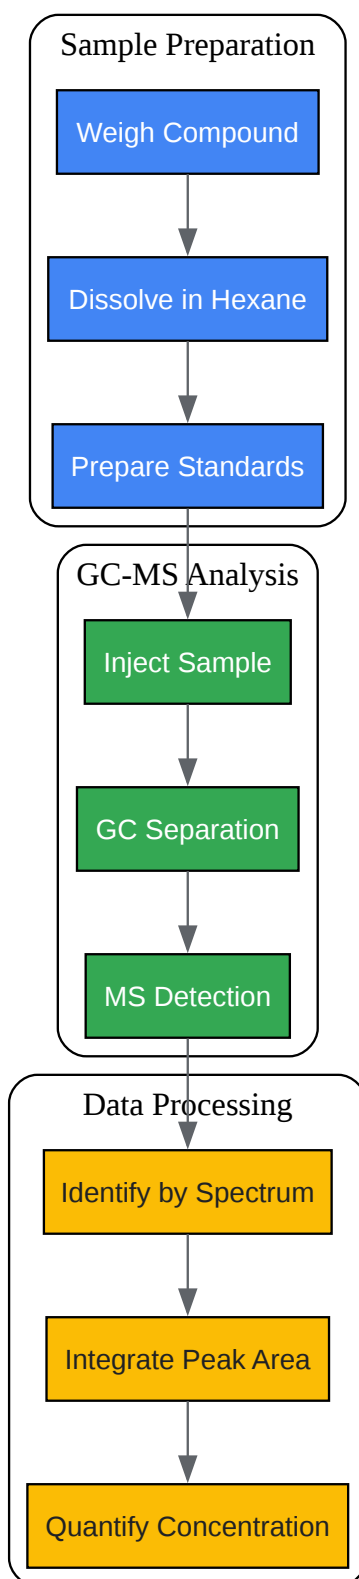 Sample Preparation
Weigh Compound
Dissolve in Hexane
Prepare Standards
GC-MS Analysis
Inject Sample
GC Separation
MS Detection
Data Processing
Identify by Spectrum
Integrate Peak Area
Quantify Concentration